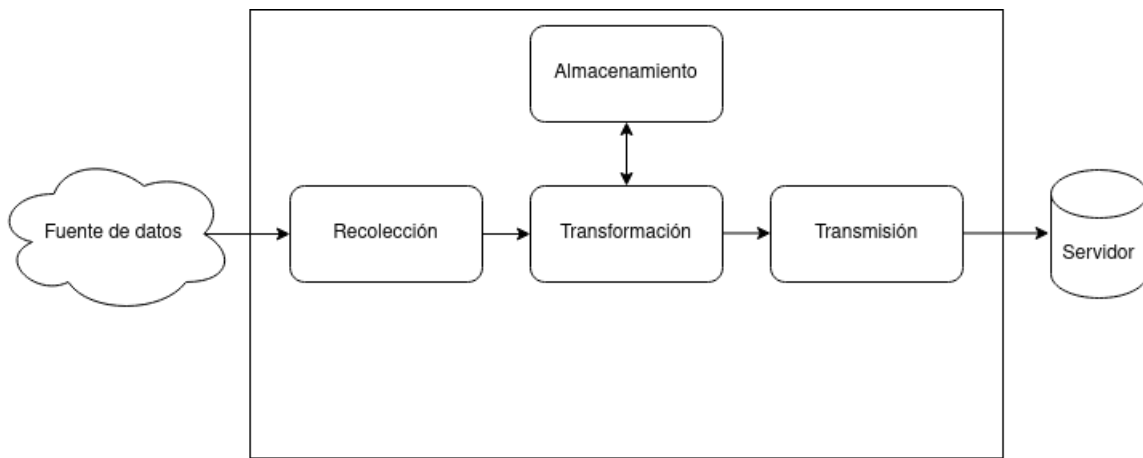 Almacenamiento
Fuente de datos
Recolección
Transformación
Transmisión
Servidor